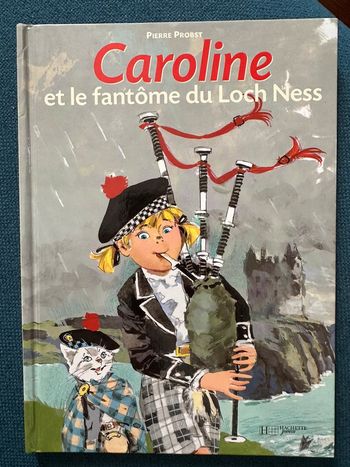 PIERRE PROBST
Caroline
et le fantôme du Loch Ness
H HACHETTE
Jeunesse